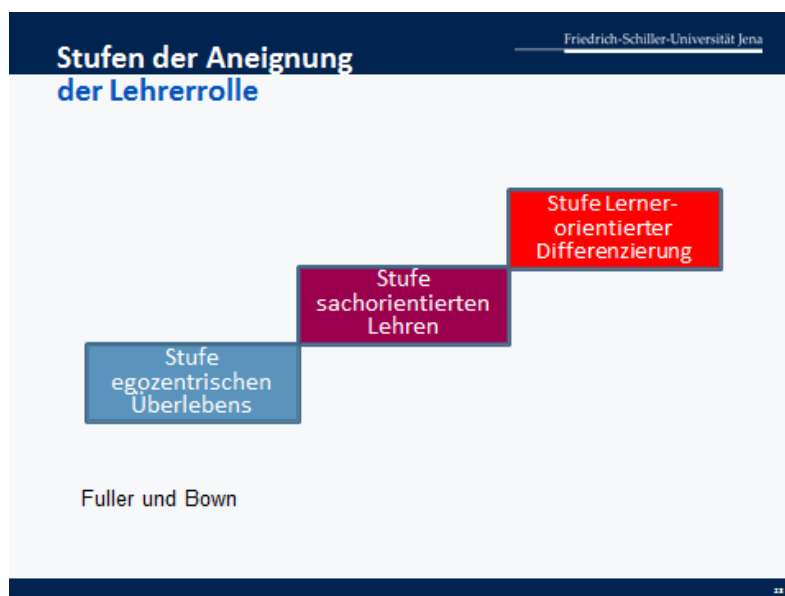 Friedrich-Schiller-Universität Jena
Stufen der Aneignung
der Lehrerrolle
Stufe Lerner-
orientierter
Differenzierung
Stufe
sachorientierten
Lehren
Stufe
egozentrischen
Überlebens
Fuller und Bown
23